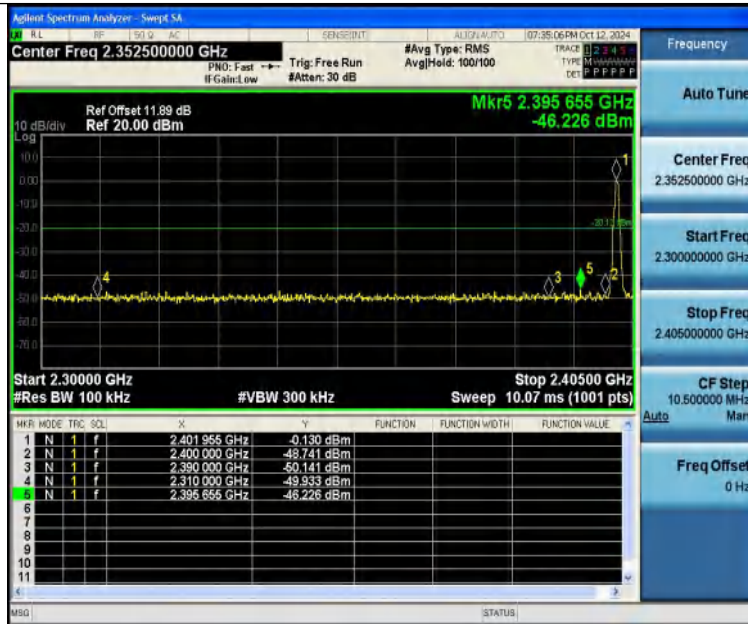 Agilent Spectrum Analyzer - Swept SA
RL RF 50 Ω AC SENSE:INT ALIGN AUTO 07:35:06 PM Oct 12, 2024
Center Freq 2.352500000 GHz #Avg Type: RMS TRACE 1 2 3 4 5
PNO: Fast Trig: Free Run Avg|Hold: 100/100 TYPE M
IFGain:Low #Atten: 30 dB DET P P P P P P
Ref Offset 11.89 dB
Ref 20.00 dBm
10 dB/div
Log
Mkr5 2.395 655 GHz
-46.226 dBm
10.0
0.00
-10.0
-20.0
-30.0
-40.0
-50.0
-60.0
-70.0
1
2
3
4
5
Start 2.30000 GHz Stop 2.40500 GHz
#Res BW 100 kHz #VBW 300 kHz Sweep 10.07 ms (1001 pts)
MKR MODE TRC SCL X Y FUNCTION FUNCTION WIDTH FUNCTION VALUE
1 N 1 f 2.401 955 GHz -0.130 dBm
2 N 1 f 2.400 000 GHz -48.741 dBm
3 N 1 f 2.390 000 GHz -50.141 dBm
4 N 1 f 2.310 000 GHz -49.933 dBm
5 N 1 f 2.395 655 GHz -46.226 dBm
6
7
8
9
10
11
MSG STATUS
Frequency
Auto Tune
Center Freq
2.352500000 GHz
Start Freq
2.300000000 GHz
Stop Freq
2.405000000 GHz
CF Step
10.500000 MHz
Auto Man
Freq Offset
0 Hz